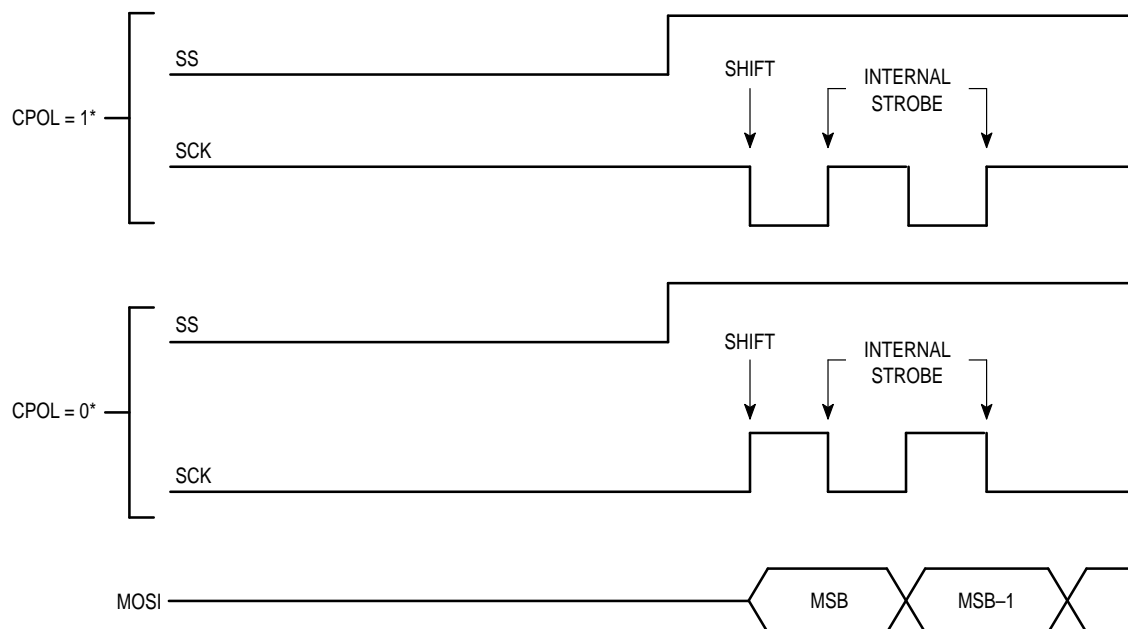 SS
SHIFT
INTERNAL
STROBE
CPOL = 1*
SCK
SS
SHIFT
INTERNAL
STROBE
CPOL = 0*
SCK
MOSI
MSB
MSB–1